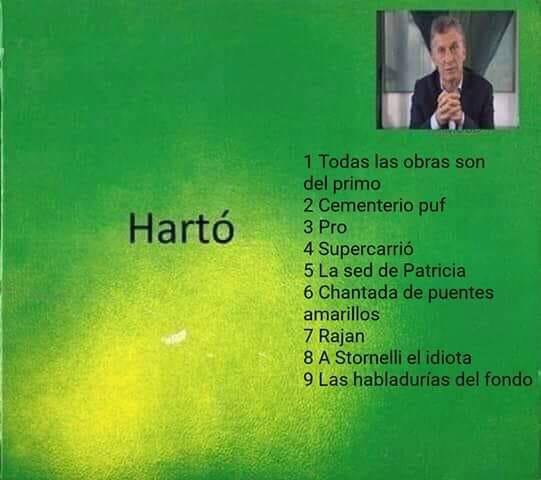 Hartó
1 Todas las obras son
del primo
2 Cementerio puf
3 Pro
4 Supercarrió
5 La sed de Patricia
6 Chantada de puentes
amarillos
7 Rajan
8 A Stornelli el idiota
9 Las habladurías del fondo